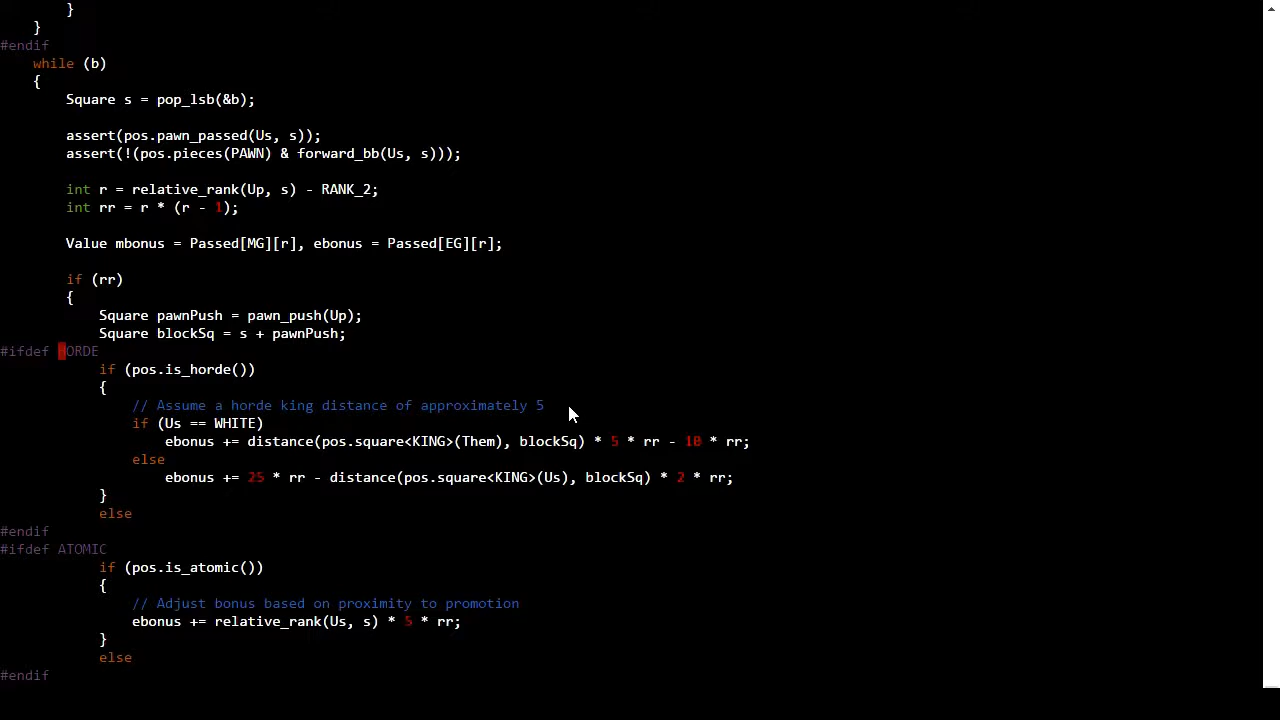 }
}
#endif
while (b)
{
Square s = pop_lsb(&b);
assert(pos.pawn_passed(Us, s));
assert(!(pos.pieces(PAWN) & forward_bb(Us, s)));
int r = relative_rank(Up, s) - RANK_2;
int rr = r * (r - 1);
Value mbonus = Passed[MG][r], ebonus = Passed[EG][r];
if (rr)
{
Square pawnPush = pawn_push(Up);
Square blockSq = s + pawnPush;
#ifdef HORDE
if (pos.is_horde())
{
// Assume a horde king distance of approximately 5
if (Us == WHITE)
ebonus += distance(pos.square<KING>(Them), blockSq) * 5 * rr - 10 * rr;
else
ebonus += 25 * rr - distance(pos.square<KING>(Us), blockSq) * 2 * rr;
}
else
#endif
#ifdef ATOMIC
if (pos.is_atomic())
{
// Adjust bonus based on proximity to promotion
ebonus += relative_rank(Us, s) * 5 * rr;
}
else
#endif